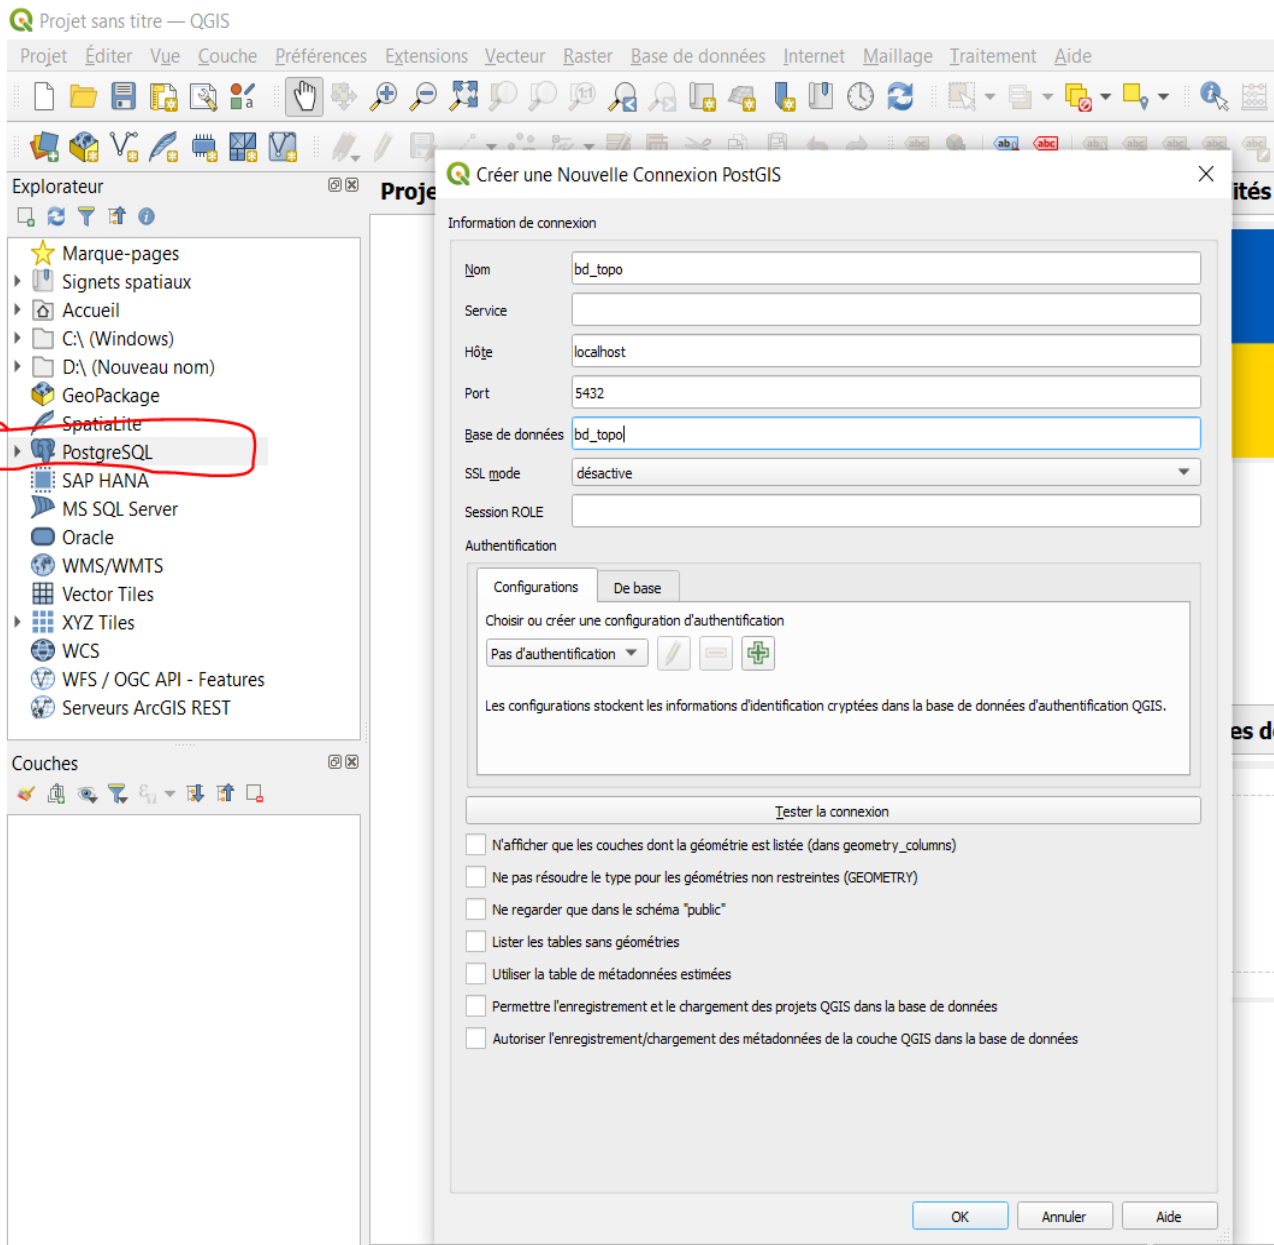 Projet sans titre — QGIS
Projet Éditer Vue Couche Préférences Extensions Vecteur Raster Base de données Internet Maillage Traitement Aide
Explorateur
Marque-pages
Signets spatiaux
Accueil
C:\ (Windows)
D:\ (Nouveau nom)
GeoPackage
SpatiaLite
PostgreSQL
SAP HANA
MS SQL Server
Oracle
WMS/WMTS
Vector Tiles
XYZ Tiles
WCS
WFS / OGC API - Features
Serveurs ArcGIS REST
Couches
Créer une Nouvelle Connexion PostGIS
Information de connexion
Nom bd_topo
Service
Hôte localhost
Port 5432
Base de données bd_topo
SSL mode désactive
Session ROLE
Authentification
Configurations De base
Choisir ou créer une configuration d'authentification
Pas d'authentification
Les configurations stockent les informations d'identification cryptées dans la base de données d'authentification QGIS.
Tester la connexion
N'afficher que les couches dont la géométrie est listée (dans geometry_columns)
Ne pas résoudre le type pour les géométries non restreintes (GEOMETRY)
Ne regarder que dans le schéma "public"
Lister les tables sans géométries
Utiliser la table de métadonnées estimées
Permettre l'enregistrement et le chargement des projets QGIS dans la base de données
Autoriser l'enregistrement/chargement des métadonnées de la couche QGIS dans la base de données
OK Annuler Aide